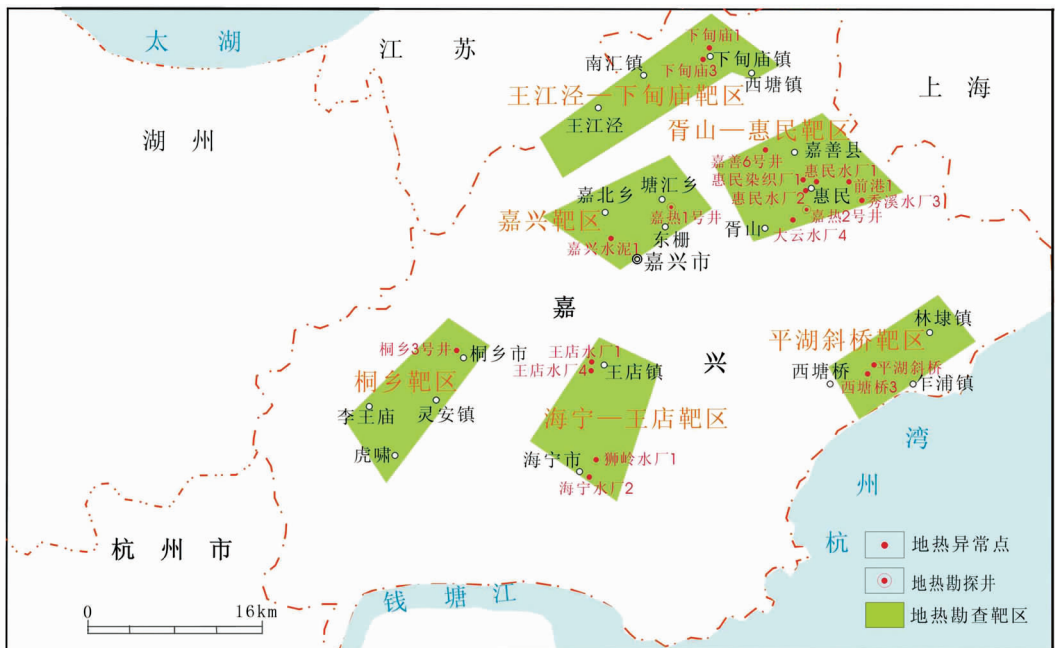 太湖
江苏
湖州
上海
下甸庙1
下甸庙镇
南汇镇
下甸庙3
西塘镇
王江泾—下甸庙靶区
王江泾
胥山—惠民靶区
嘉善6号井
嘉善县
惠民水厂1
惠民染织厂1
前港1
惠民水厂2
惠民
秀溪水厂3
嘉热2号井
胥山
大云水厂4
塘汇乡
嘉北乡
嘉兴靶区
嘉热1号井
东栅
嘉兴水泥1
嘉兴市
嘉兴
林埭镇
平湖斜桥靶区
西塘桥
平湖斜桥
西塘桥3
乍浦镇
桐乡3号井
桐乡市
桐乡靶区
李王庙
灵安镇
虎啸
王店水厂1
王店水厂4
王店镇
海宁—王店靶区
海宁市
狮岭水厂1
海宁水厂2
杭州湾
杭州市
钱塘江
0
16km
地热异常点
地热勘探井
地热勘查靶区